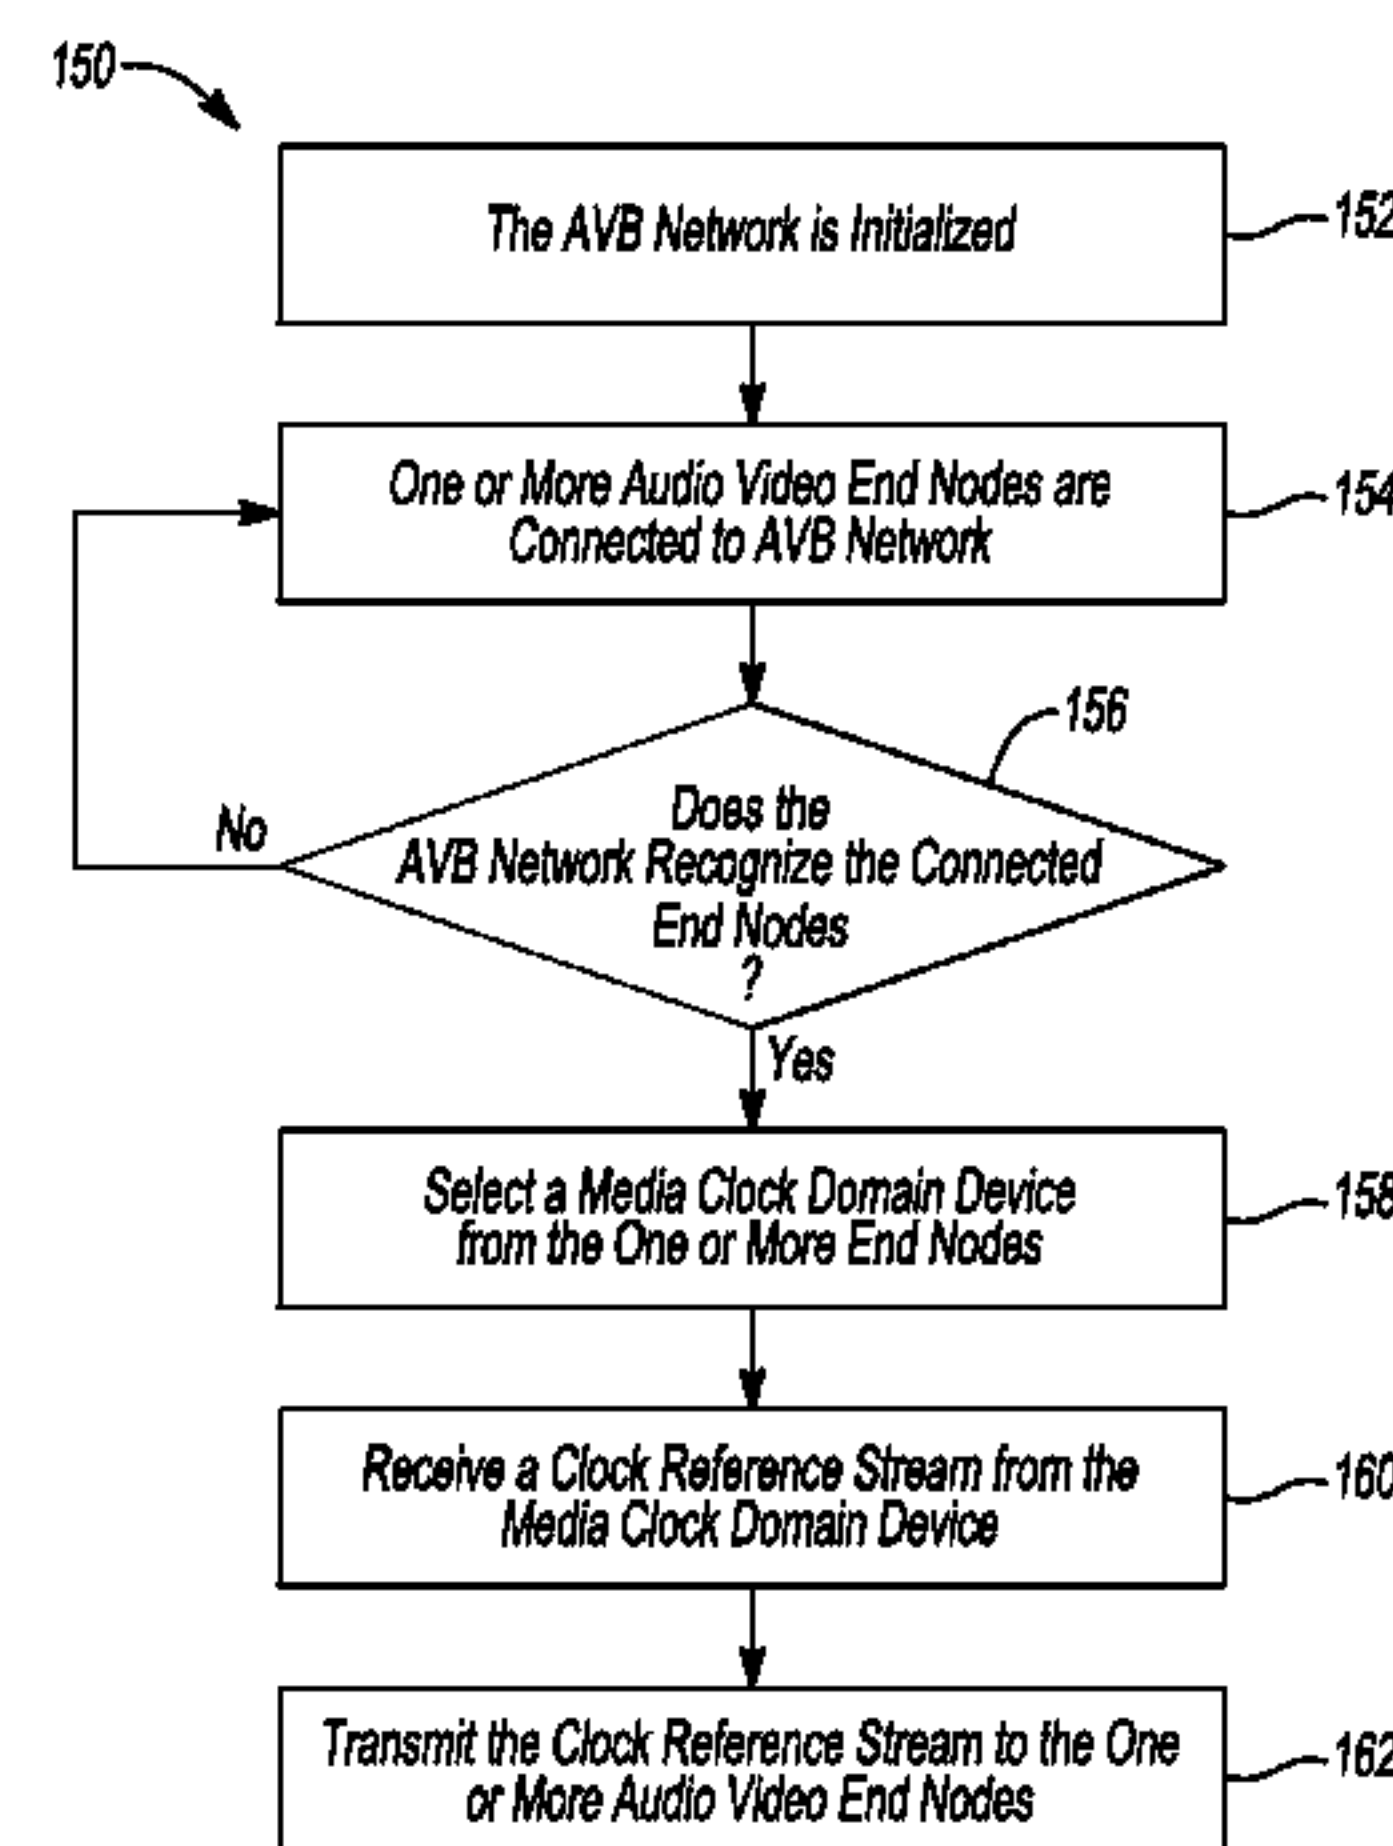 150
The AVB Network is Initialized
152
One or More Audio Video End Nodes are
Connected to AVB Network
154
156
Does the
AVB Network Recognize the Connected
End Nodes
?
No
Yes
Select a Media Clock Domain Device
from the One or More End Nodes
158
Receive a Clock Reference Stream from the
Media Clock Domain Device
160
Transmit the Clock Reference Stream to the One
or More Audio Video End Nodes
162